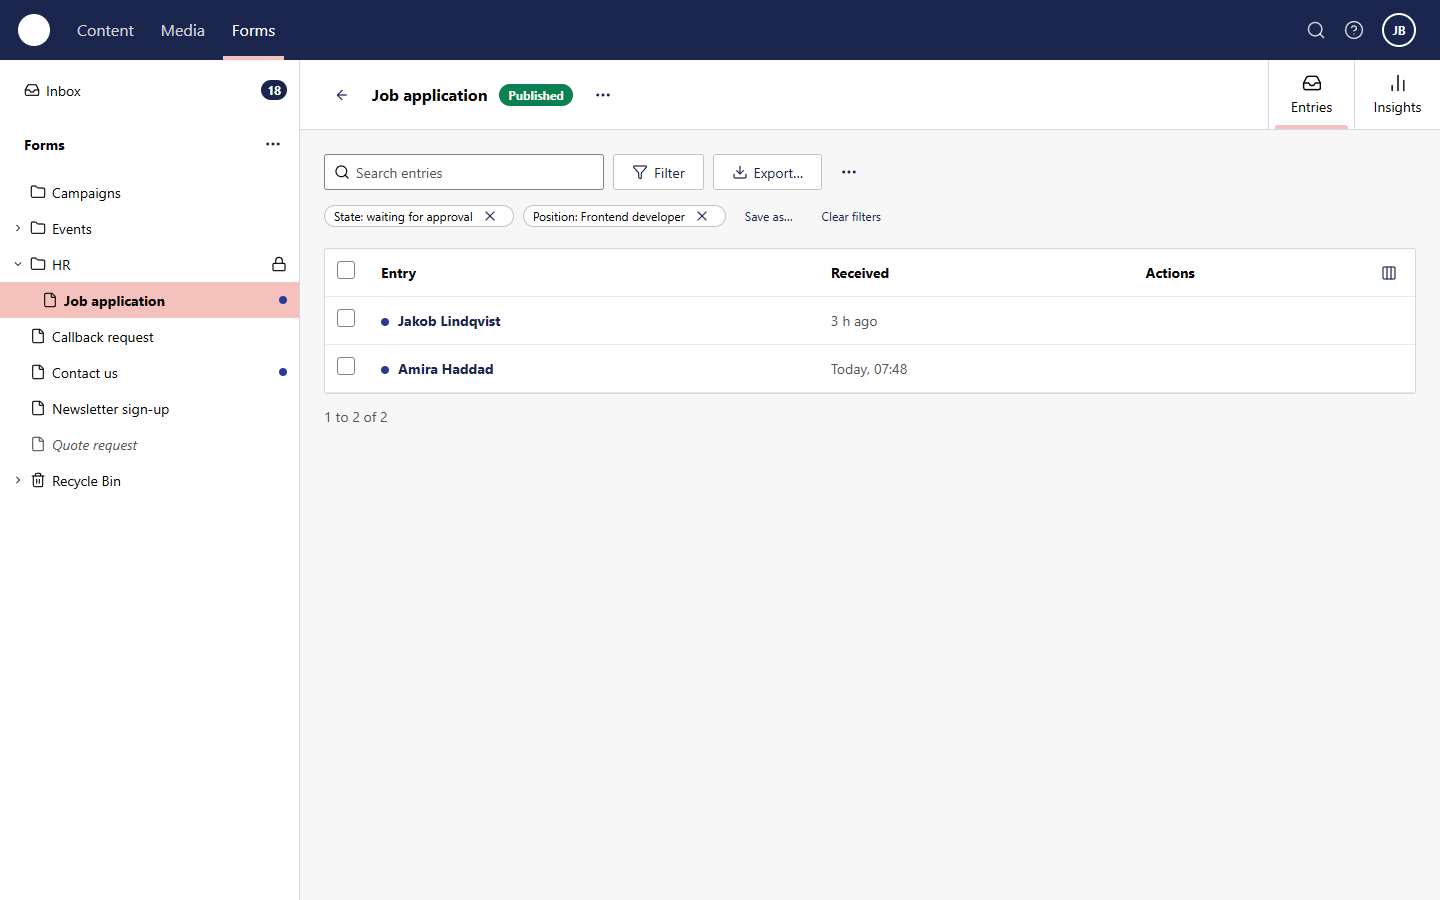 Content Media Forms JB
Inbox 18
Forms
Campaigns
Events
HR
Job application
Callback request
Contact us
Newsletter sign-up
Quote request
Recycle Bin
Job application Published
Entries
Insights
Search entries Filter Export...
State: waiting for approval Position: Frontend developer Save as... Clear filters
Entry Received Actions
Jakob Lindqvist 3 h ago
Amira Haddad Today, 07:48
1 to 2 of 2